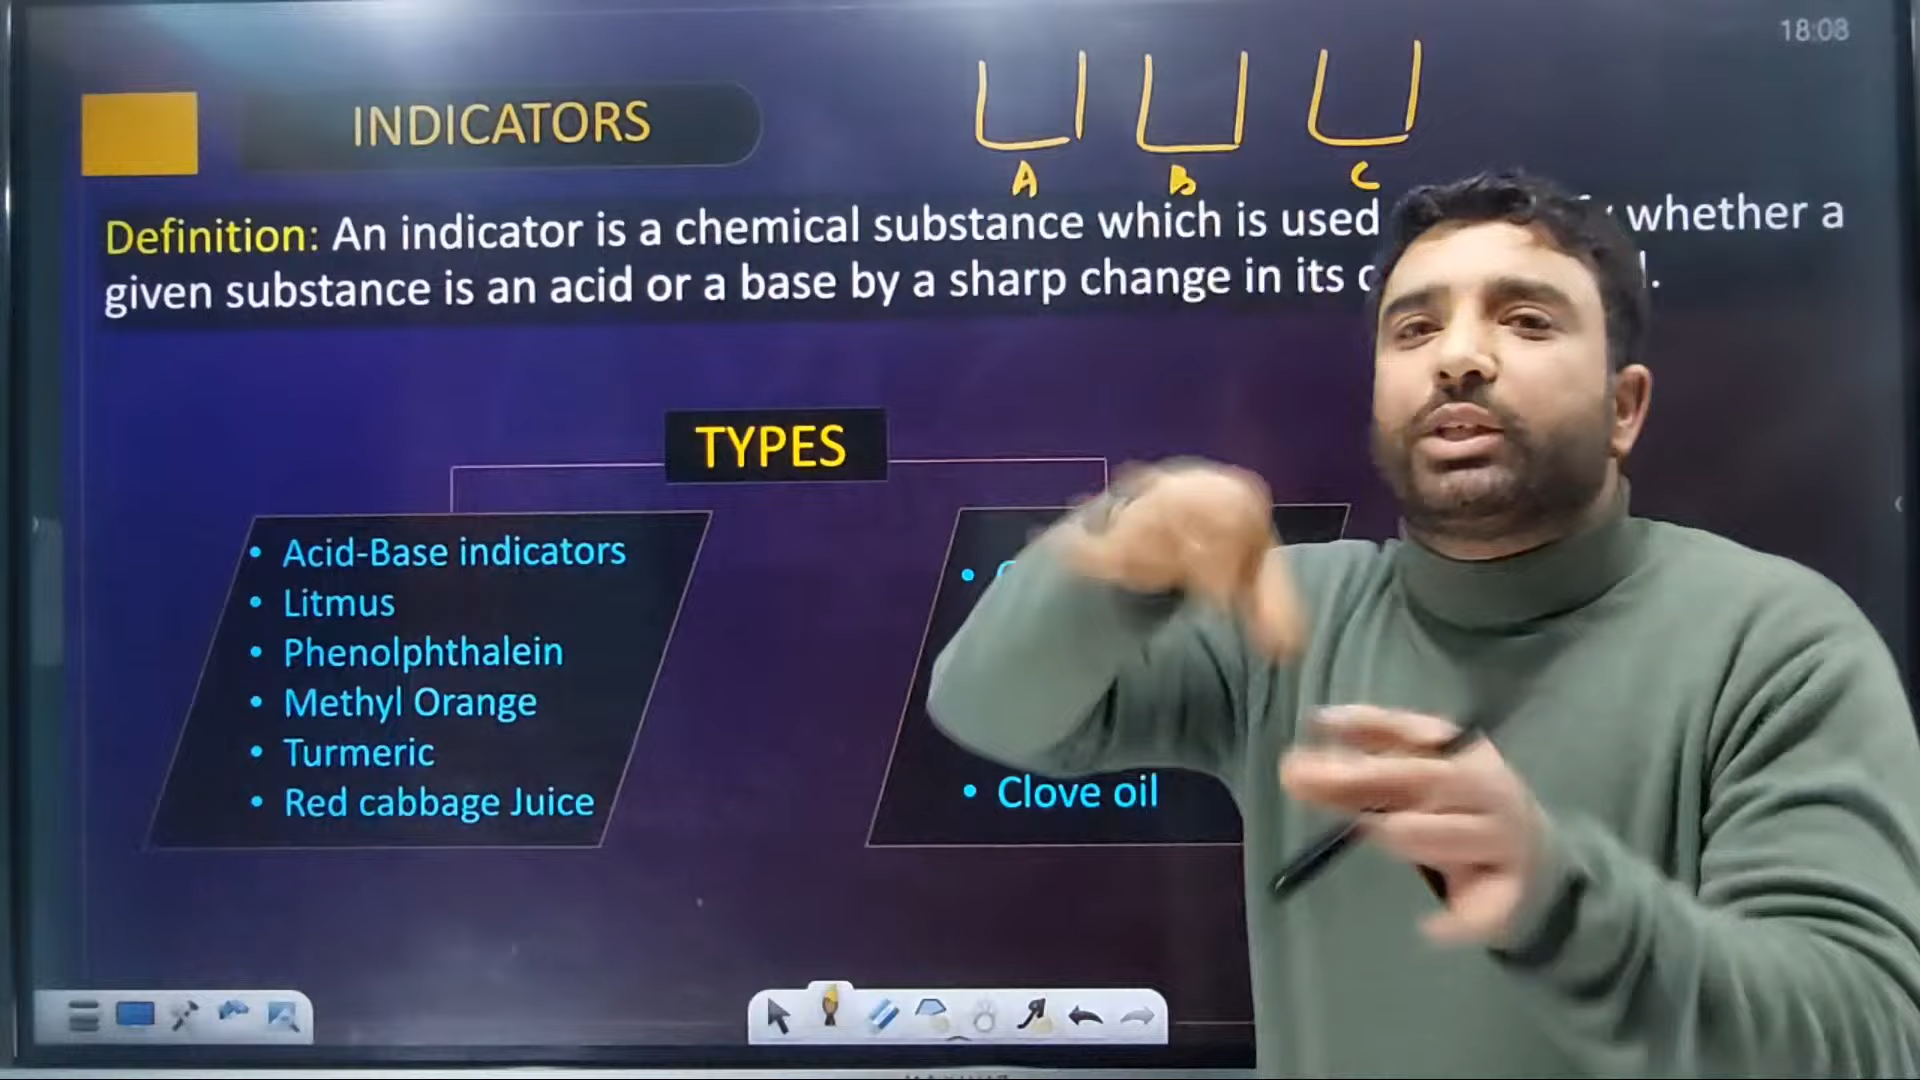 18:08
INDICATORS
A B C
Definition: An indicator is a chemical substance which is used whether a
given substance is an acid or a base by a sharp change in its
TYPES
• Acid-Base indicators
• Litmus
• Phenolphthalein
• Methyl Orange
• Turmeric
• Red cabbage Juice
• Clove oil